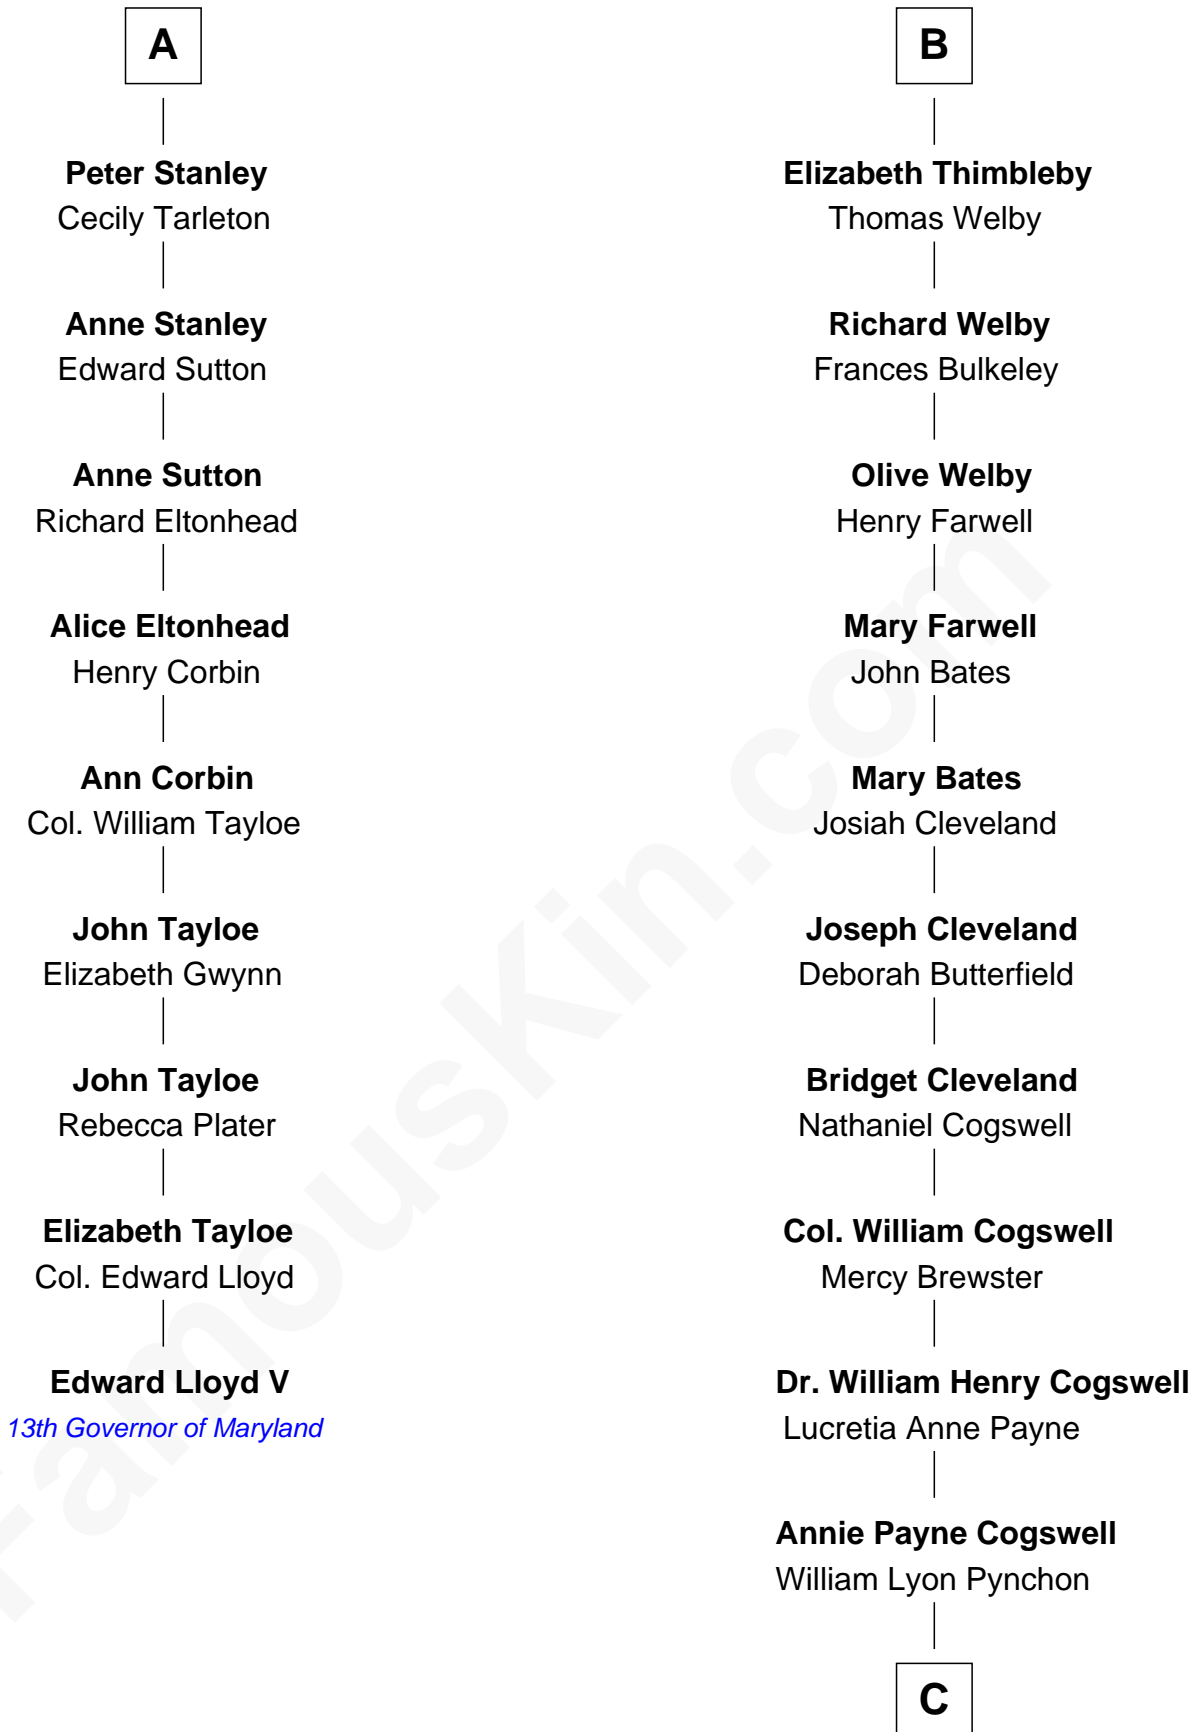 A
Peter Stanley
Cecily Tarleton
Anne Stanley
Edward Sutton
Anne Sutton
Richard Eltonhead
Alice Eltonhead
Henry Corbin
Ann Corbin
Col. William Tayloe
John Tayloe
Elizabeth Gwynn
John Tayloe
Rebecca Plater
Elizabeth Tayloe
Col. Edward Lloyd
Edward Lloyd V
13th Governor of Maryland
B
Elizabeth Thimbleby
Thomas Welby
Richard Welby
Frances Bulkeley
Olive Welby
Henry Farwell
Mary Farwell
John Bates
Mary Bates
Josiah Cleveland
Joseph Cleveland
Deborah Butterfield
Bridget Cleveland
Nathaniel Cogswell
Col. William Cogswell
Mercy Brewster
Dr. William Henry Cogswell
Lucretia Anne Payne
Annie Payne Cogswell
William Lyon Pynchon
C
FamousKin.com